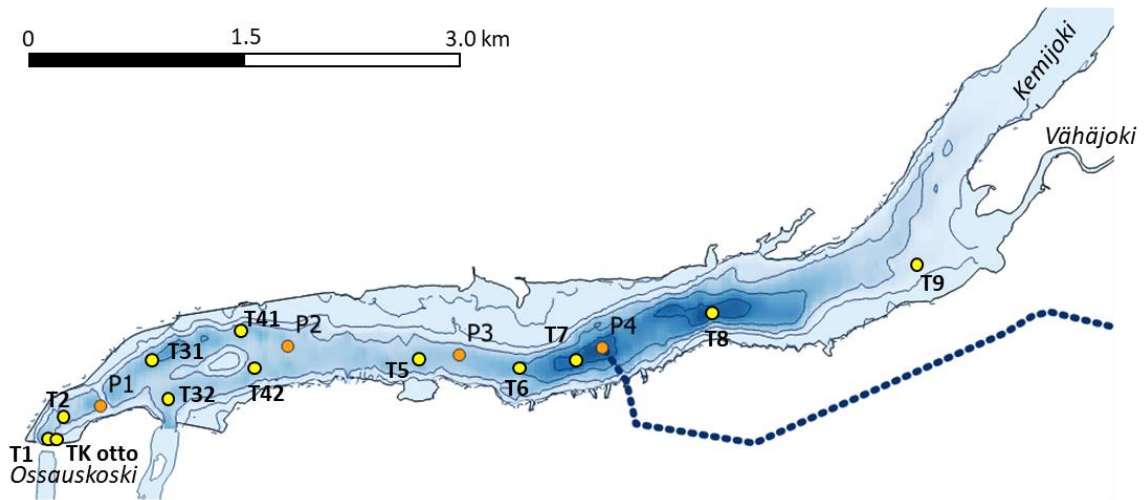 0 1.5 3.0 km
Kemijoki
Vähäjoki
T9
T8
P4
T7
T6
P3
T5
P2
T41
T42
T31
T32
P1
T2
T1 TK otto
Ossauskoski